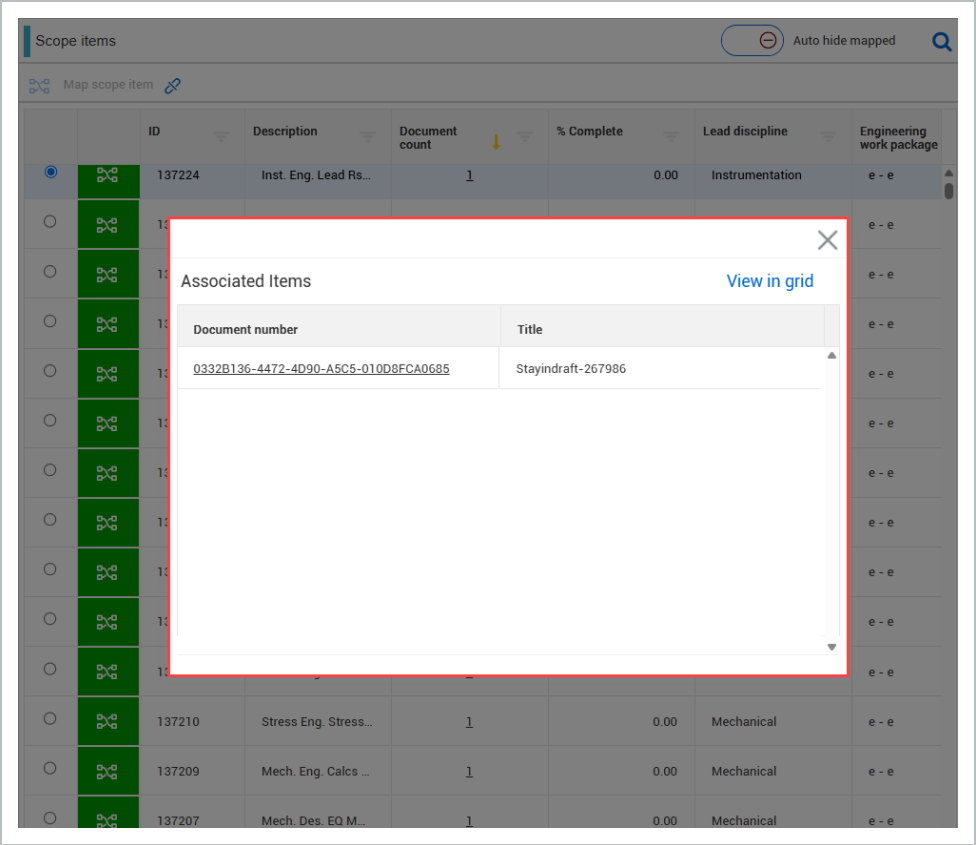 Scope items
Auto hide mapped
Map scope item
ID Description Document count % Complete Lead discipline Engineering work package
137224 Inst. Eng. Lead Rs... 1 0.00 Instrumentation e - e
e - e
e - e
e - e
e - e
e - e
e - e
e - e
e - e
e - e
e - e
Associated Items View in grid
Document number Title
0332B136-4472-4D90-A5C5-010D8FCA0685 Stayindraft-267986
137210 Stress Eng. Stress... 1 0.00 Mechanical e - e
137209 Mech. Eng. Calcs ... 1 0.00 Mechanical e - e
137207 Mech. Des. EQ M... 1 0.00 Mechanical e - e